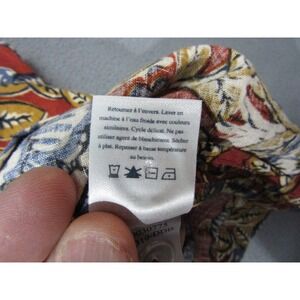 Retournez à l'envers. Laver en
machine à l'eau froide avec couleurs
similaires. Cycle délicat. Ne pas
utiliser agent de blanchiment. Sécher
à plat. Repasser à basse température
au besoin.